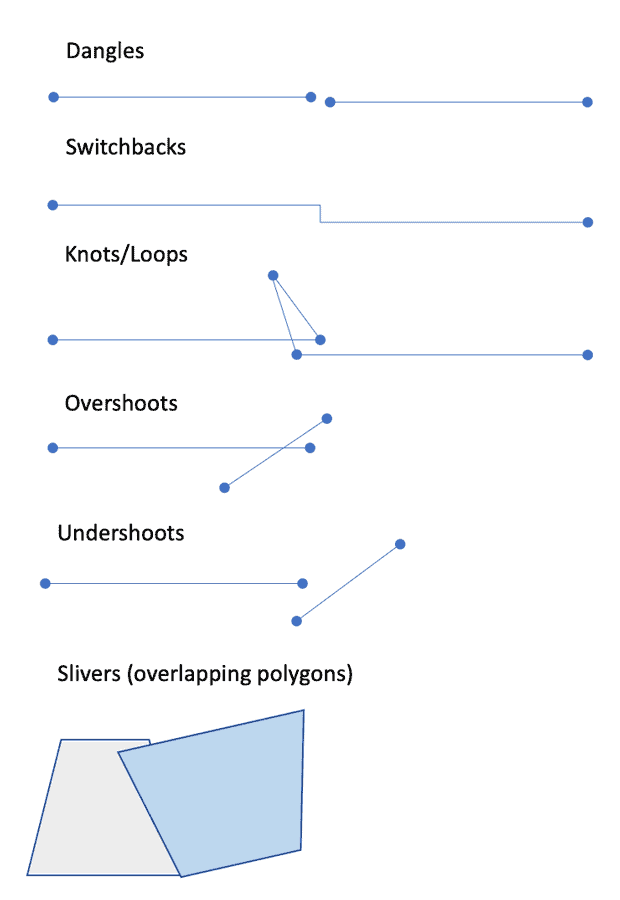 Dangles
Switchbacks
Knots/Loops
Overshoots
Undershoots
Slivers (overlapping polygons)